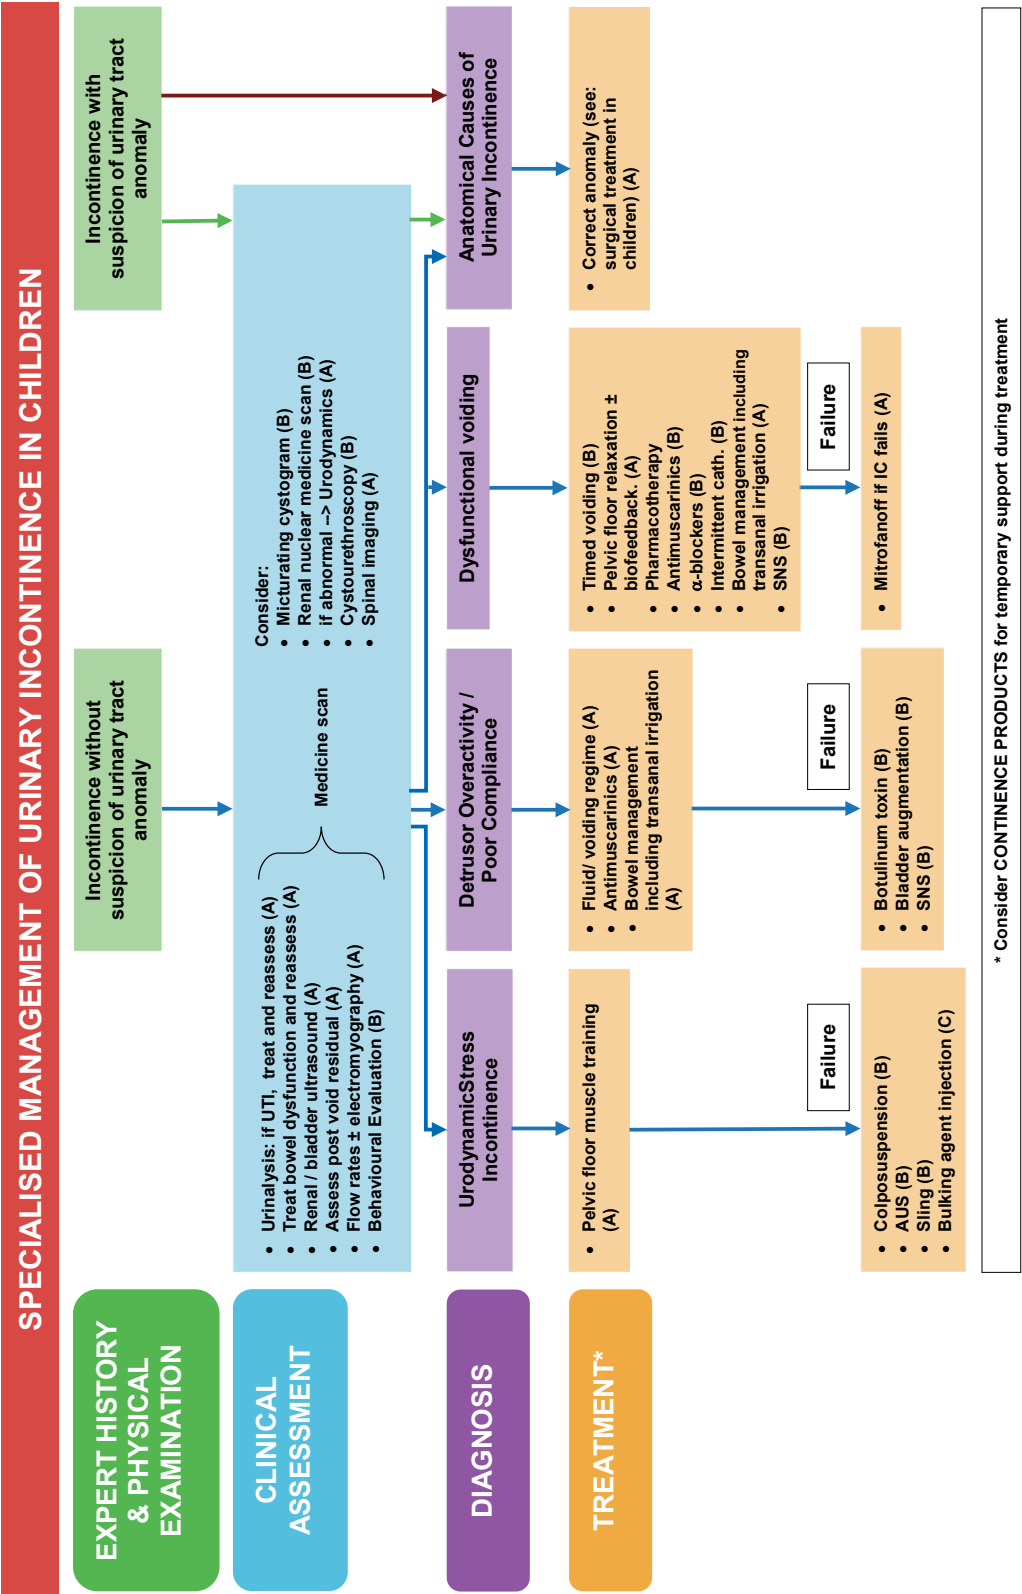 SPECIALISED MANAGEMENT OF URINARY INCONTINENCE IN CHILDREN
EXPERT HISTORY
& PHYSICAL
EXAMINATION
Incontinence without
suspicion of urinary tract
anomaly
Incontinence with
suspicion of urinary tract
anomaly
CLINICAL
ASSESSMENT
• Urinalysis: if UTI, treat and reassess (A)
• Treat bowel dysfunction and reassess (A)
• Renal / bladder ultrasound (A)
• Assess post void residual (A)
• Flow rates ± electromyography (A)
• Behavioural Evaluation (B)
Medicine scan
Consider:
• Micturating cystogram (B)
• Renal nuclear medicine scan (B)
• if abnormal --> Urodynamics (A)
• Cystourethroscopy (B)
• Spinal imaging (A)
DIAGNOSIS
UrodynamicStress
Incontinence
Detrusor Overactivity /
Poor Compliance
Dysfunctional voiding
Anatomical Causes of
Urinary Incontinence
TREATMENT*
• Pelvic floor muscle training
(A)
• Fluid/ voiding regime (A)
• Antimuscarinics (A)
• Bowel management
including transanal irrigation
(A)
• Timed voiding (B)
• Pelvic floor relaxation ±
biofeedback. (A)
• Pharmacotherapy
• Antimuscarinics (B)
• α-blockers (B)
• Intermittent cath. (B)
• Bowel management including
transanal irrigation (A)
• SNS (B)
• Correct anomaly (see:
surgical treatment in
children) (A)
Failure
Failure
Failure
• Colposuspension (B)
• AUS (B)
• Sling (B)
• Bulking agent injection (C)
• Botulinum toxin (B)
• Bladder augmentation (B)
• SNS (B)
• Mitrofanoff if IC fails (A)
* Consider CONTINENCE PRODUCTS for temporary support during treatment